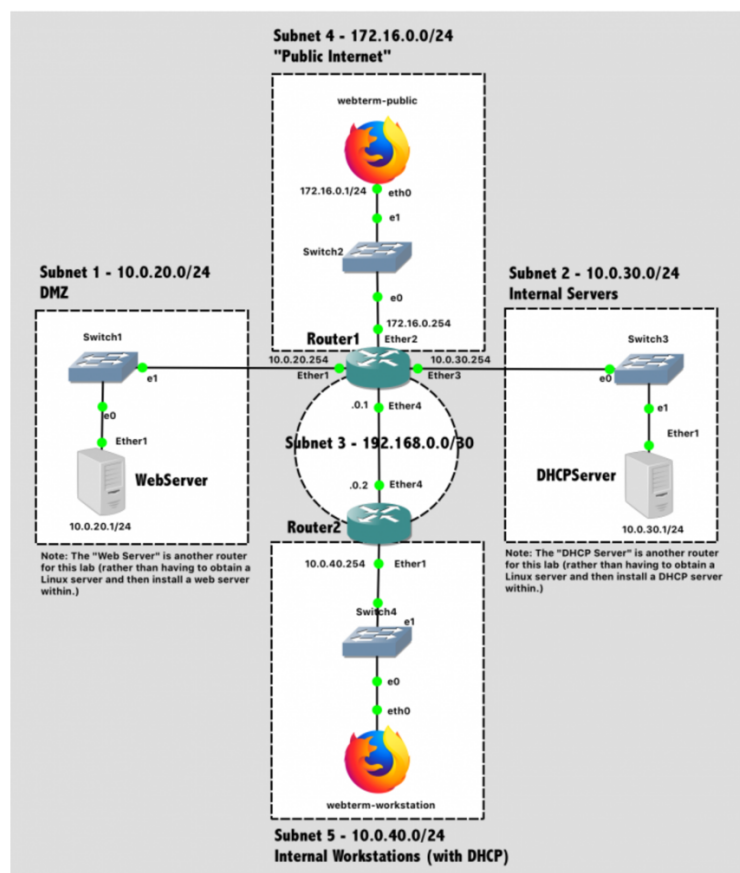 Subnet 4 - 172.16.0.0/24
"Public Internet"
webterm-public
172.16.0.1/24
eth0
e1
Switch2
e0
172.16.0.254
Ether2
Subnet 1 - 10.0.20.0/24
DMZ
Switch1
e1
e0
Ether1
WebServer
10.0.20.1/24
Note: The "Web Server" is another router
for this lab (rather than having to obtain a
Linux server and then install a web server
within.)
Router1
10.0.20.254
Ether1
10.0.30.254
Ether3
Subnet 2 - 10.0.30.0/24
Internal Servers
Switch3
e0
e1
Ether1
DHCPServer
10.0.30.1/24
Note: The "DHCP Server" is another router
for this lab (rather than having to obtain a
Linux server and then install a DHCP server
within.)
.0.1
Ether4
Subnet 3 - 192.168.0.0/30
.0.2
Ether4
Router2
10.0.40.254
Ether1
Switch4
e1
e0
eth0
webterm-workstation
Subnet 5 - 10.0.40.0/24
Internal Workstations (with DHCP)